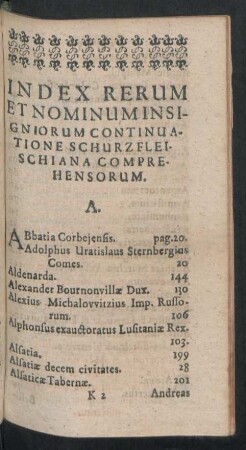 INDEX RERUM
ET NOMINUM INSI-
GNIORUM CONTINUA-
TIONE SCHURZFLEI-
SCHIANA COMPRE-
HENSORUM.
A.
ABbatia Corbejensis. pag.20.
Adolphus Uratislaus Sternbergius
Comes. 20
Aldenarda. 144
Alexander Bournonvillæ Dux. 130
Alexius Michalovvitzius Imp. Russo-
rum. 106
Alphonsus exauctoratus Lusitaniæ Rex.
103.
Alsatia. 199
Alsatiæ decem civitates. 28
Alsaticæ Tabernæ. 201
K 2 Andreas